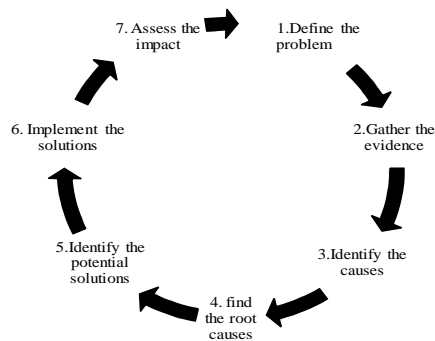 1.Define the
problem
2.Gather the
evidence
3.Identify the
causes
4. find
the root
causes
5.Identify the
potential
solutions
6. Implement the
solutions
7. Assess the
impact